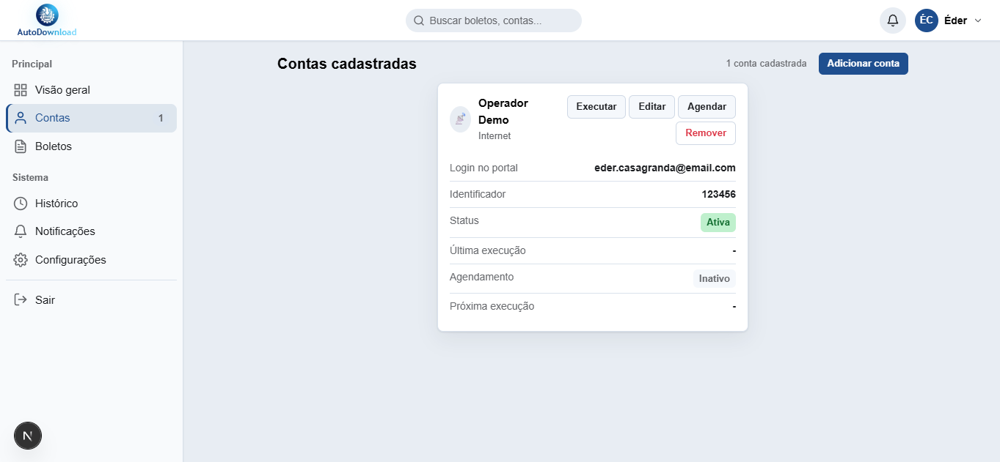 AutoDownload
Buscar boletos, contas...
ÉC Éder
Principal
Visão geral
Contas 1
Boletos
Sistema
Histórico
Notificações
Configurações
Sair
N
Contas cadastradas
1 conta cadastrada
Adicionar conta
Operador
Demo
Internet
Executar Editar Agendar
Remover
Login no portal eder.casagranda@email.com
Identificador 123456
Status Ativa
Última execução -
Agendamento Inativo
Próxima execução -